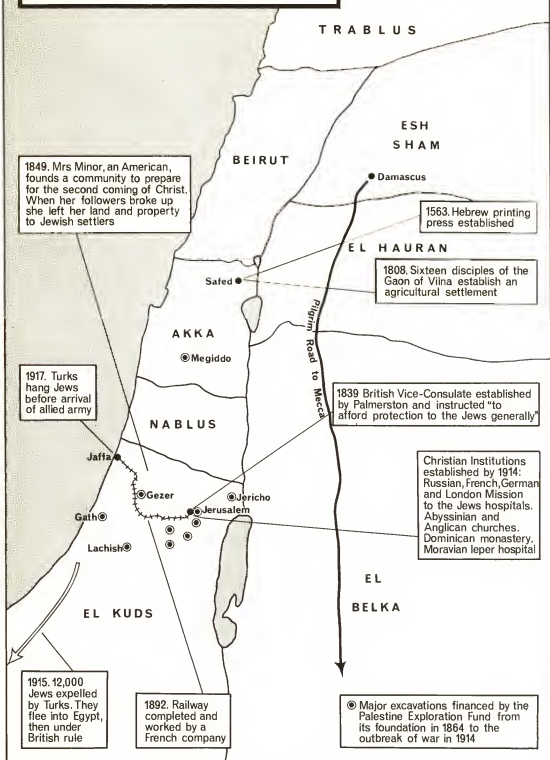 TRABLUS
ESH
SHAM
BEIRUT
Damascus
1849. Mrs Minor, an American,
founds a community to prepare
for the second coming of Christ.
When her followers broke up
she left her land and property
to Jewish settlers
1563. Hebrew printing
press established
EL HAURAN
1808. Sixteen disciples of the
Gaon of Vilna establish an
agricultural settlement
Safed
Pilgrim Road to Mecca
AKKA
Megiddo
1917. Turks
hang Jews
before arrival
of allied army
1839 British Vice-Consulate established
by Palmerston and instructed "to
afford protection to the Jews generally"
NABLUS
Jaffa
Christian Institutions
established by 1914:
Russian, French, German
and London Mission
to the Jews hospitals.
Abyssinian and
Anglican churches.
Dominican monastery.
Moravian leper hospital
Gezer
Jericho
Jerusalem
Gath
Lachish
EL
BELKA
EL KUDS
1915. 12,000
Jews expelled
by Turks. They
flee into Egypt,
then under
British rule
1892. Railway
completed and
worked by a
French company
Major excavations financed by the
Palestine Exploration Fund from
its foundation in 1864 to the
outbreak of war in 1914